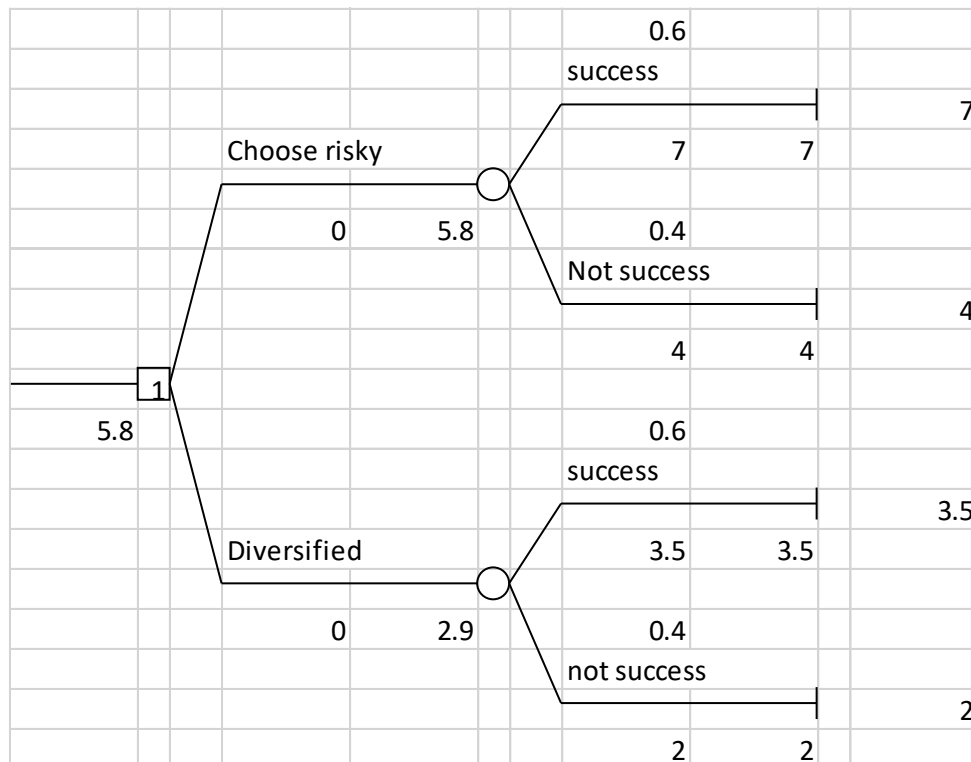 0.6
success
7
Choose risky 7 7
0 5.8 0.4
Not success
4
4 4
1
5.8 0.6
success
3.5
Diversified 3.5 3.5
0 2.9 0.4
not success
2
2 2